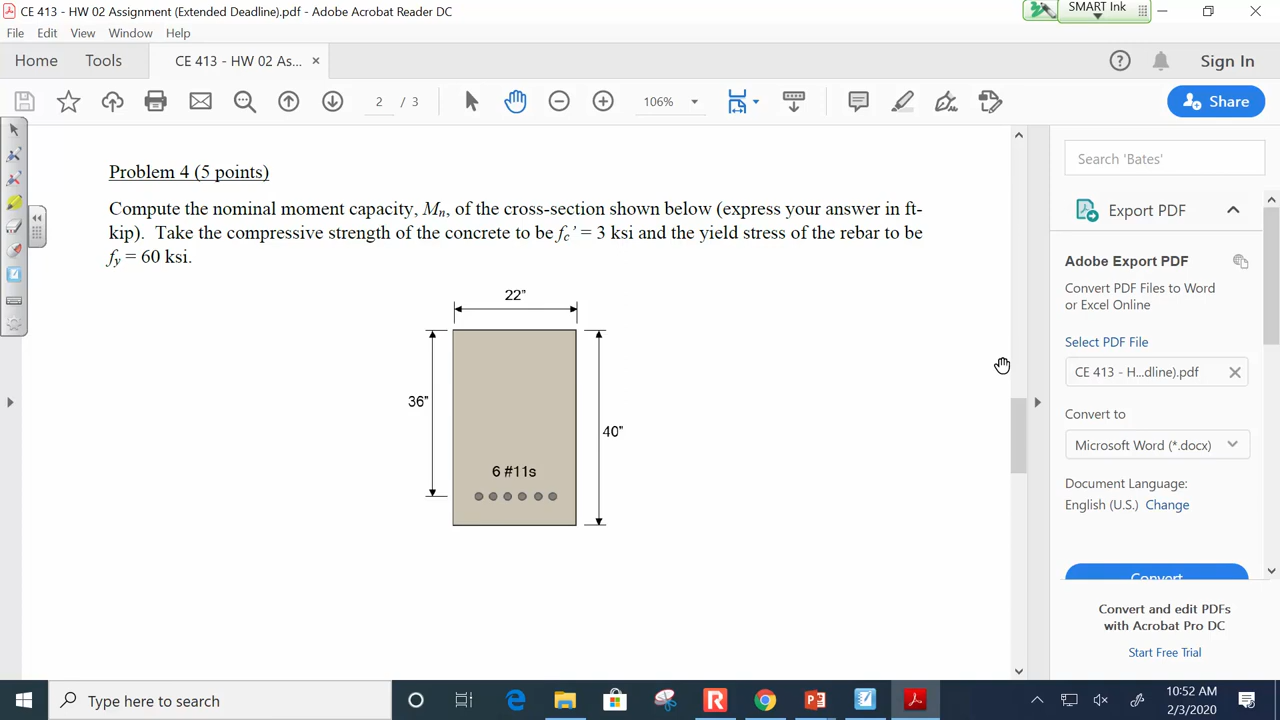 CE 413 - HW 02 Assignment (Extended Deadline).pdf - Adobe Acrobat Reader DC
SMART Ink
File Edit View Window Help
Home Tools CE 413 - HW 02 As... × Sign In
2 / 3 106% Share
Problem 4 (5 points)
Compute the nominal moment capacity, Mn, of the cross-section shown below (express your answer in ft-
kip). Take the compressive strength of the concrete to be fc’ = 3 ksi and the yield stress of the rebar to be
fy = 60 ksi.
22”
36”
40”
6 #11s
Search 'Bates'
Export PDF
Adobe Export PDF
Convert PDF Files to Word
or Excel Online
Select PDF File
CE 413 - H...dline).pdf
Convert to
Microsoft Word (*.docx)
Document Language:
English (U.S.) Change
Convert
Convert and edit PDFs
with Acrobat Pro DC
Start Free Trial
Type here to search
10:52 AM
2/3/2020